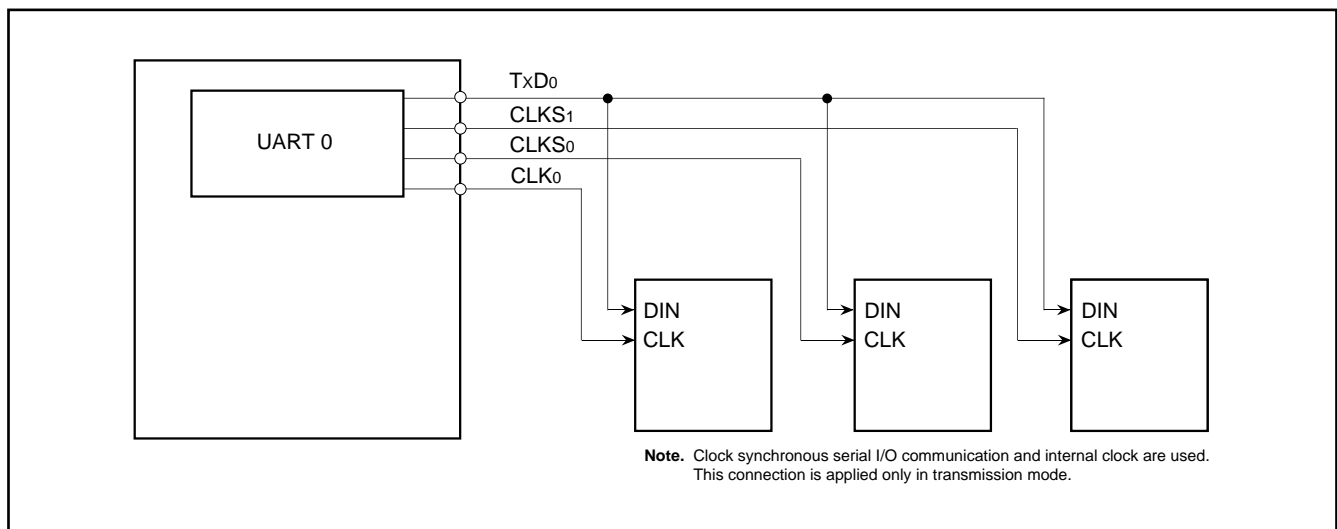 TxD0
CLKS1
UART 0
CLKS0
CLK0
DIN
CLK
DIN
CLK
DIN
CLK
Note. Clock synchronous serial I/O communication and internal clock are used.
This connection is applied only in transmission mode.